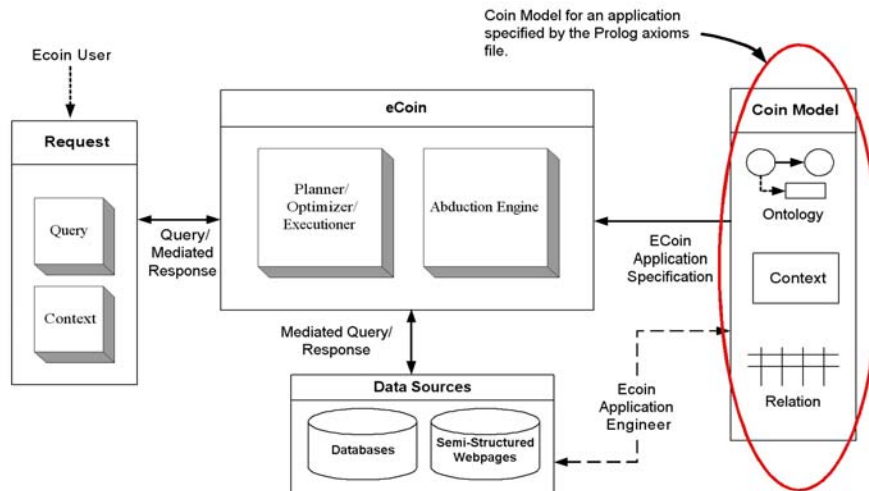 Coin Model for an application
specified by the Prolog axioms
file.
Ecoin User
Request
Query
Context
Query/
Mediated
Response
eCoin
Planner/
Optimizer/
Executioner
Abduction Engine
Mediated Query/
Response
Data Sources
Databases
Semi-Structured
Webpages
ECoin
Application
Specification
Ecoin
Application
Engineer
Coin Model
Ontology
Context
Relation